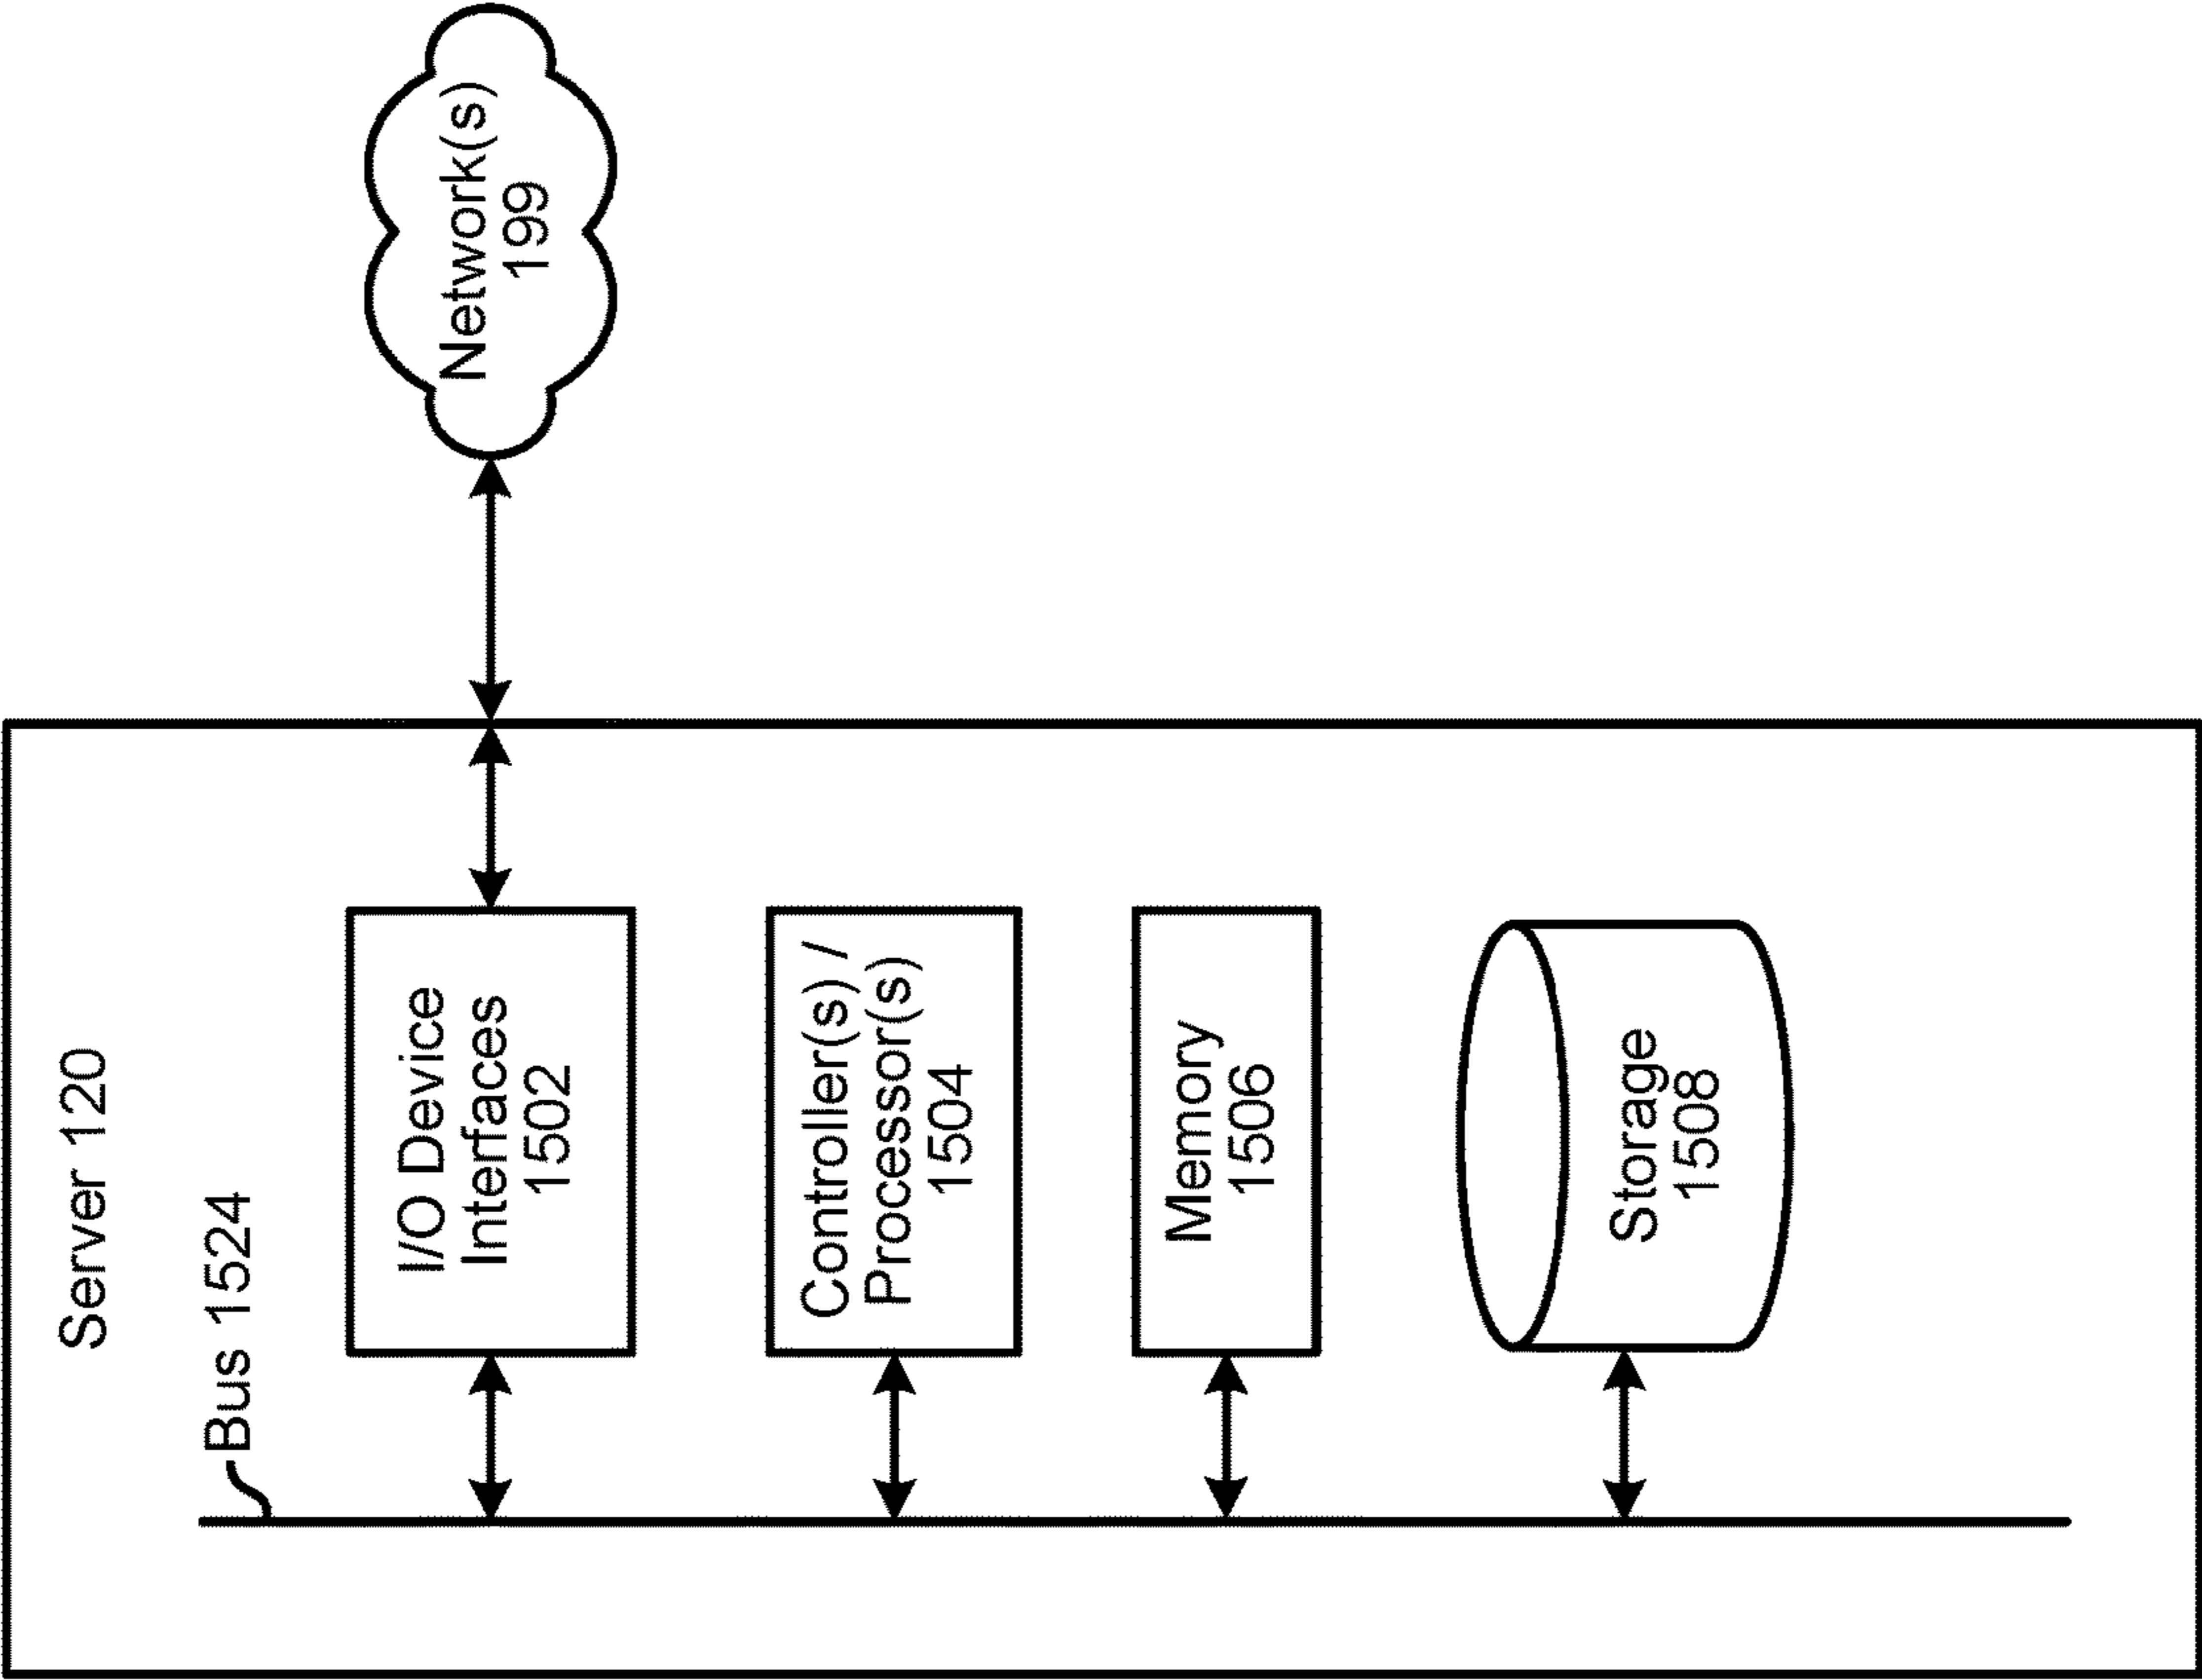 Server 120
Bus 1524
I/O Device
Interfaces
1502
Controller(s) /
Processor(s)
1504
Memory
1506
Storage
1508
Network(s)
199